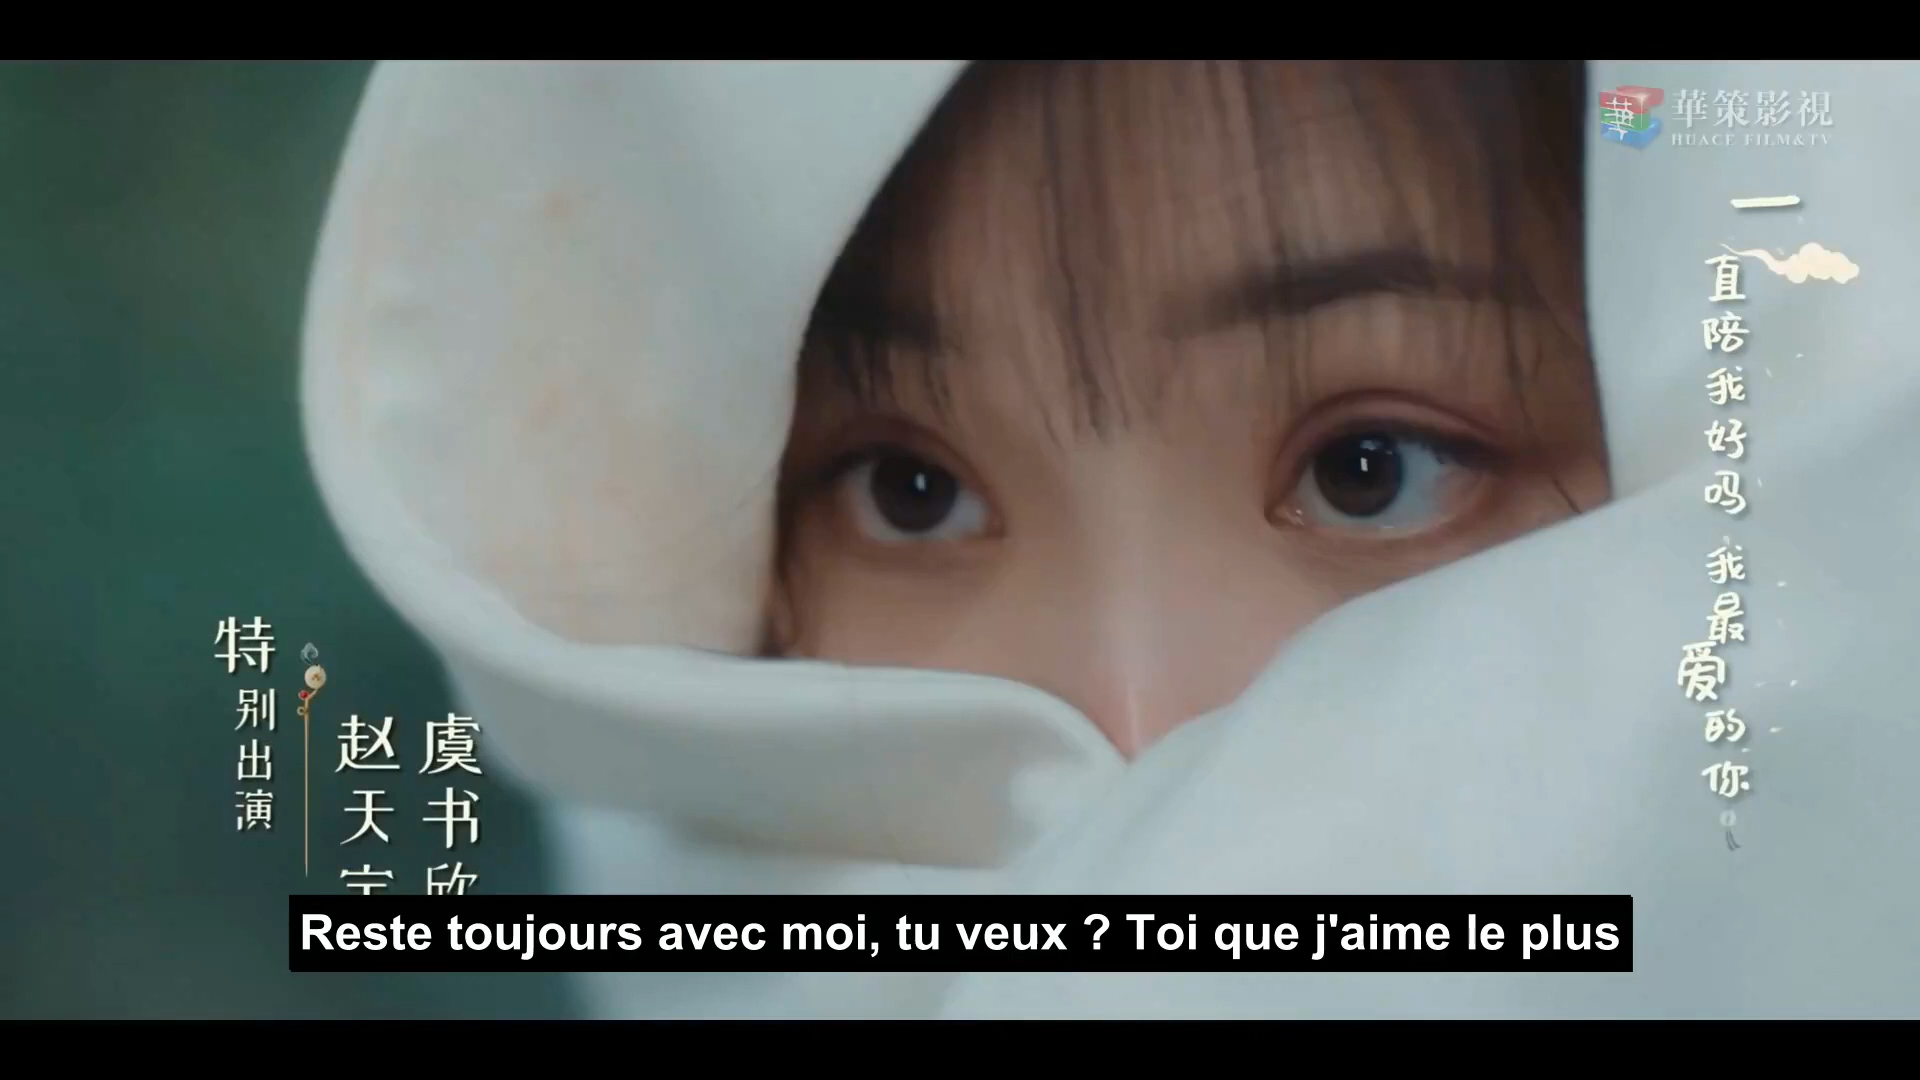 華策影視
HUACE FILM&TV
一直陪我好吗 我最爱的你
特别出演
虞书欣
赵天宇
Reste toujours avec moi, tu veux ? Toi que j'aime le plus